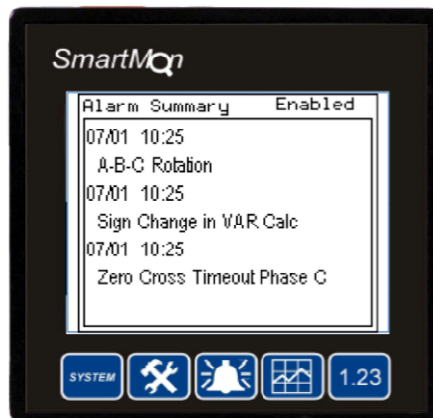 SmartMon
Alarm Summary Enabled
07/01 10:25
A-B-C Rotation
07/01 10:25
Sign Change in VAR Calc
07/01 10:25
Zero Cross Timeout Phase C
SYSTEM 1.23